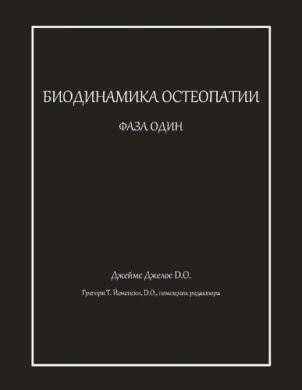 БИОДИНАМИКА ОСТЕОПАТИИ
ФАЗА ОДИН
Джеймс Джелос D.O.
Грегори Т. Йеменски, D.O., помощник редактора